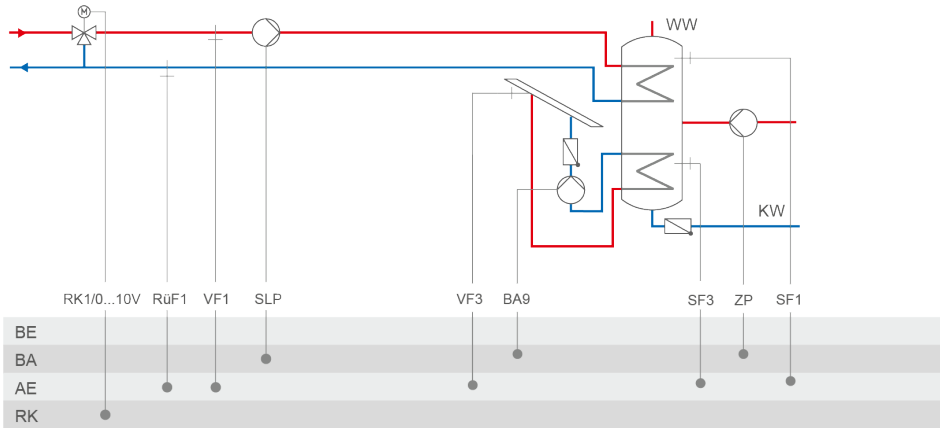 M
WW
KW
RK1/0...10V RüF1 VF1 SLP VF3 BA9 SF3 ZP SF1
BE
BA
AE
RK